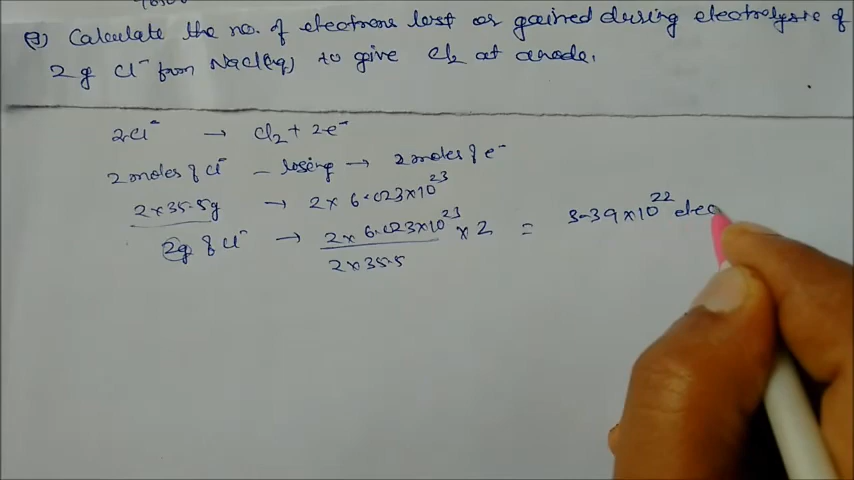 Q) Calculate the no. of electrons lost or gained during electrolysis of
2 g Cl⁻ from NaCl(aq) to give Cl₂ at anode.
2Cl⁻ → Cl₂ + 2e⁻
2 moles of Cl⁻ – losing → 2 moles of e⁻
2 × 35.5g → 2 × 6.023 × 10²³
2g of Cl⁻ → 2 × 6.023 × 10²³ / 2 × 35.5 × 2 = 3.39 × 10²² elec